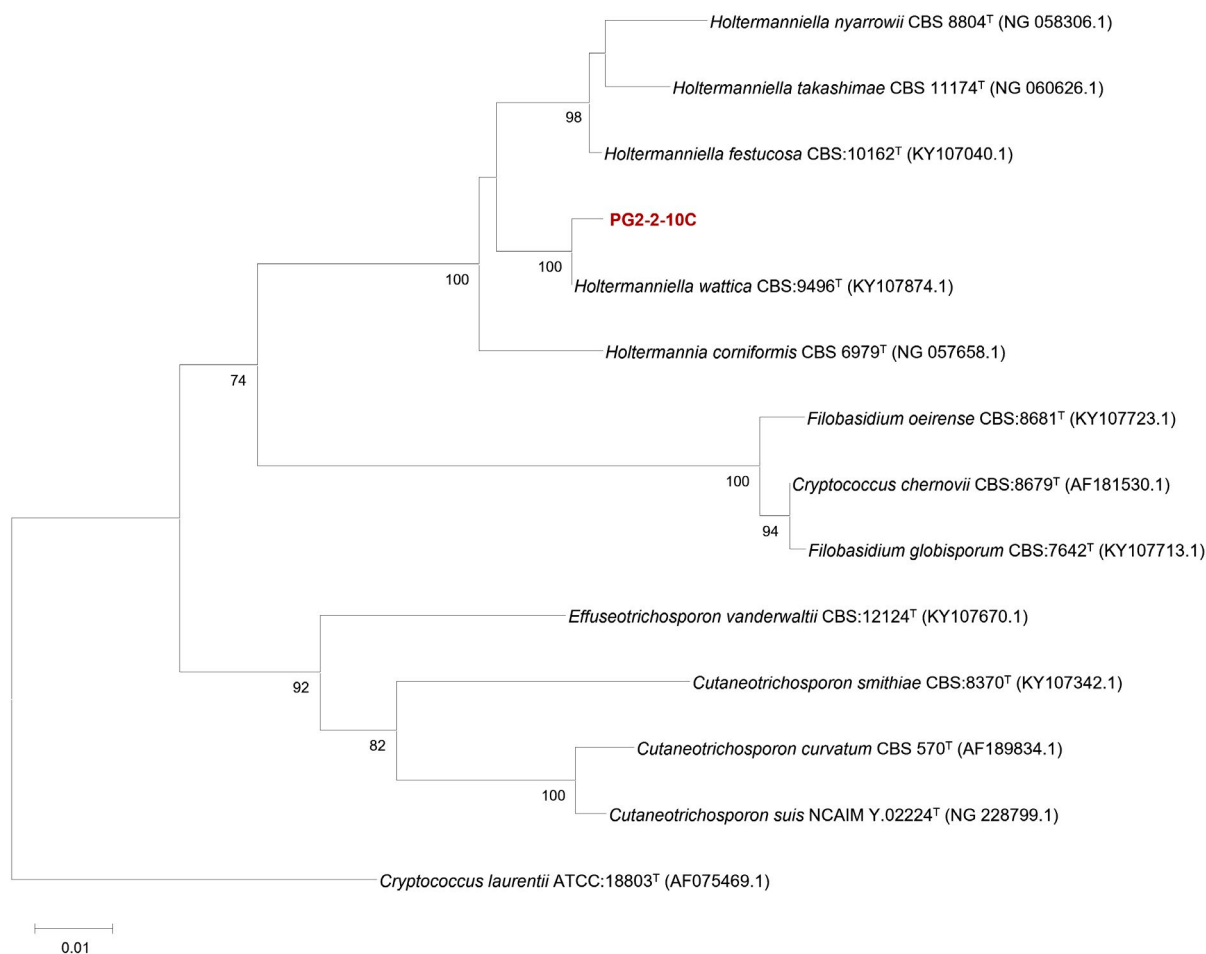 Holtermanniella nyarrowii CBS 8804ᵀ (NG 058306.1)
Holtermanniella takashimae CBS 11174ᵀ (NG 060626.1)
98
Holtermanniella festucosa CBS:10162ᵀ (KY107040.1)
PG2-2-10C
100
Holtermanniella wattica CBS:9496ᵀ (KY107874.1)
100
Holtermannia corniformis CBS 6979ᵀ (NG 057658.1)
74
Filobasidium oeirense CBS:8681ᵀ (KY107723.1)
100
Cryptococcus chernovii CBS:8679ᵀ (AF181530.1)
94
Filobasidium globisporum CBS:7642ᵀ (KY107713.1)
Effuseotrichosporon vanderwaltii CBS:12124ᵀ (KY107670.1)
92
Cutaneotrichosporon smithiae CBS:8370ᵀ (KY107342.1)
82
Cutaneotrichosporon curvatum CBS 570ᵀ (AF189834.1)
100
Cutaneotrichosporon suis NCAIM Y.02224ᵀ (NG 228799.1)
Cryptococcus laurentii ATCC:18803ᵀ (AF075469.1)
0.01